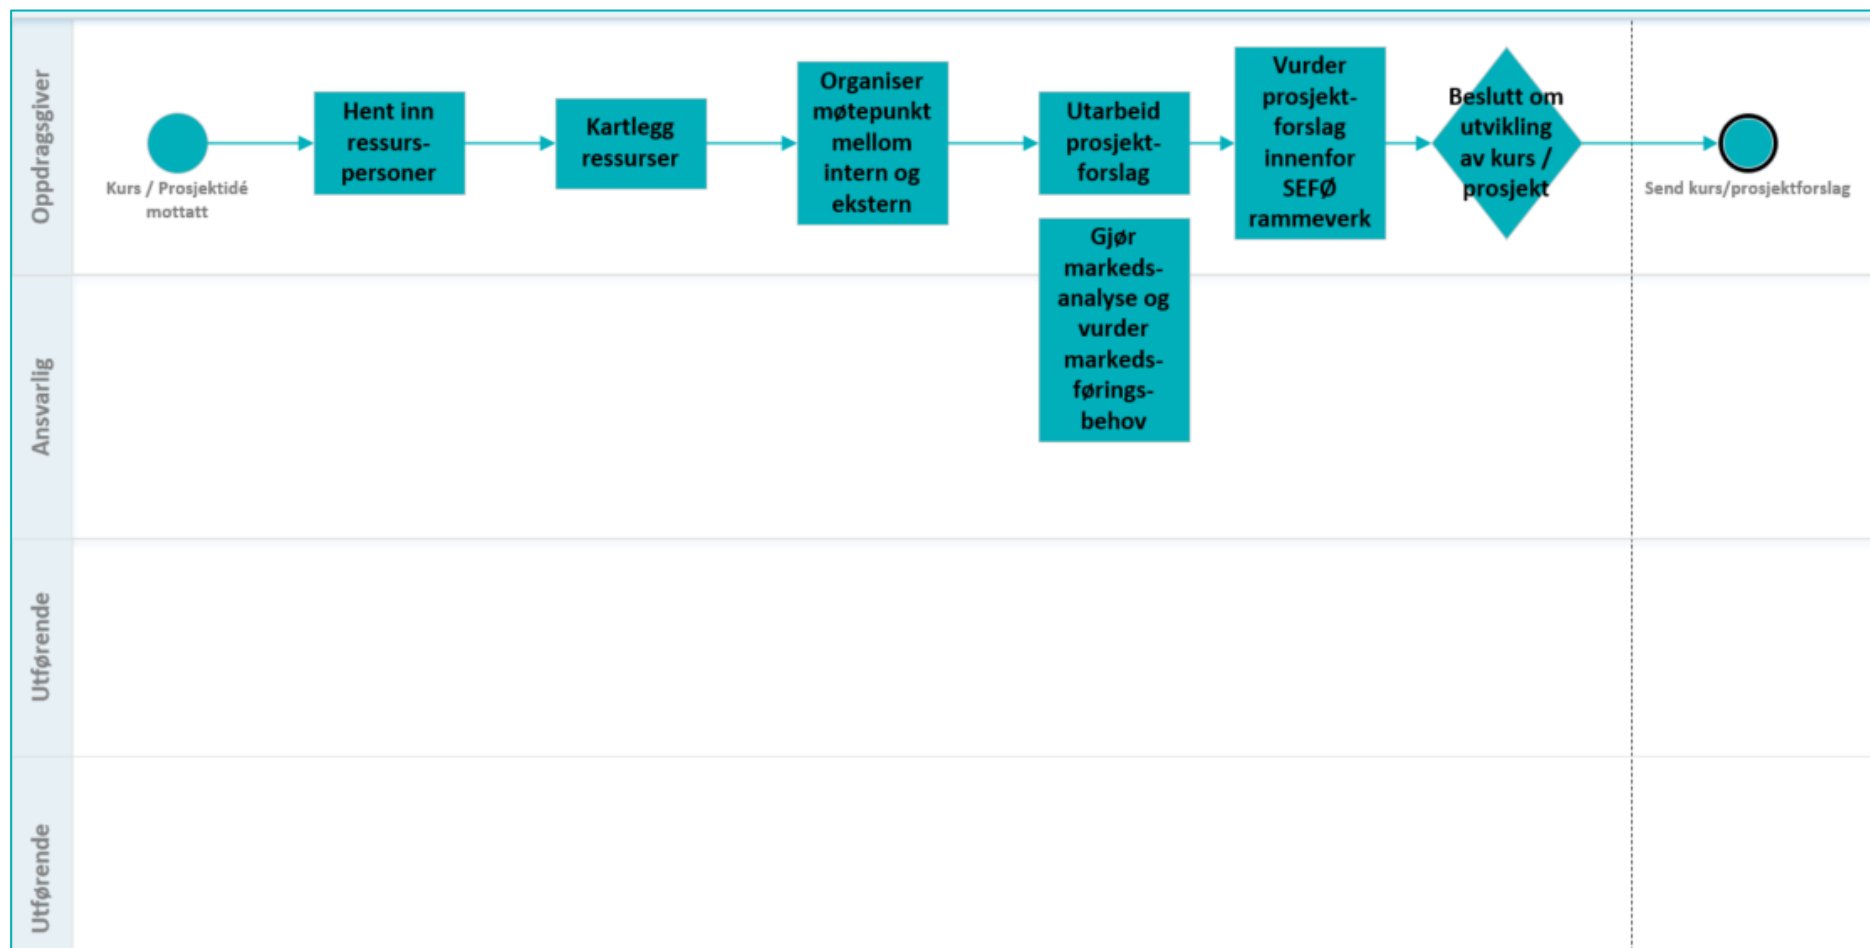 Oppdragsgiver
Kurs / Prosjektidé
mottatt
Hent inn
ressurs-
personer
Kartlegg
ressurser
Organiser
møtepunkt
mellom
intern og
ekstern
Utarbeid
prosjekt-
forslag
Gjør
markeds-
analyse og
vurder
markeds-
førings-
behov
Vurder
prosjekt-
forslag
innenfor
SEFØ
rammeverk
Beslutt om
utvikling
av kurs /
prosjekt
Send kurs/prosjektforslag
Ansvarlig
Utførende
Utførende